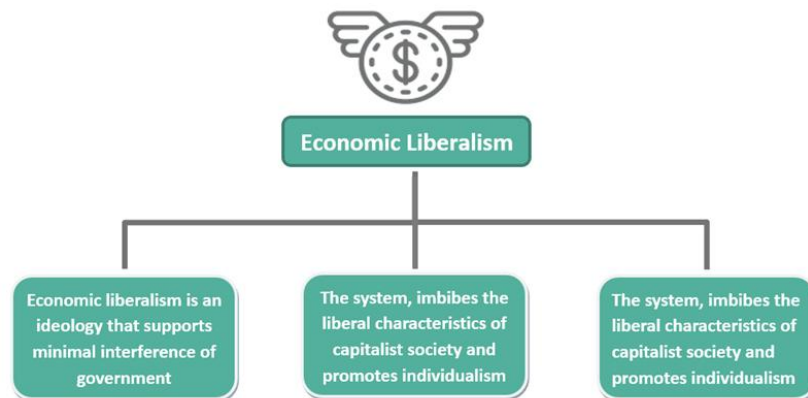 $
Economic Liberalism
Economic liberalism is an
ideology that supports
minimal interference of
government
The system, imbibes the
liberal characteristics of
capitalist society and
promotes individualism
The system, imbibes the
liberal characteristics of
capitalist society and
promotes individualism